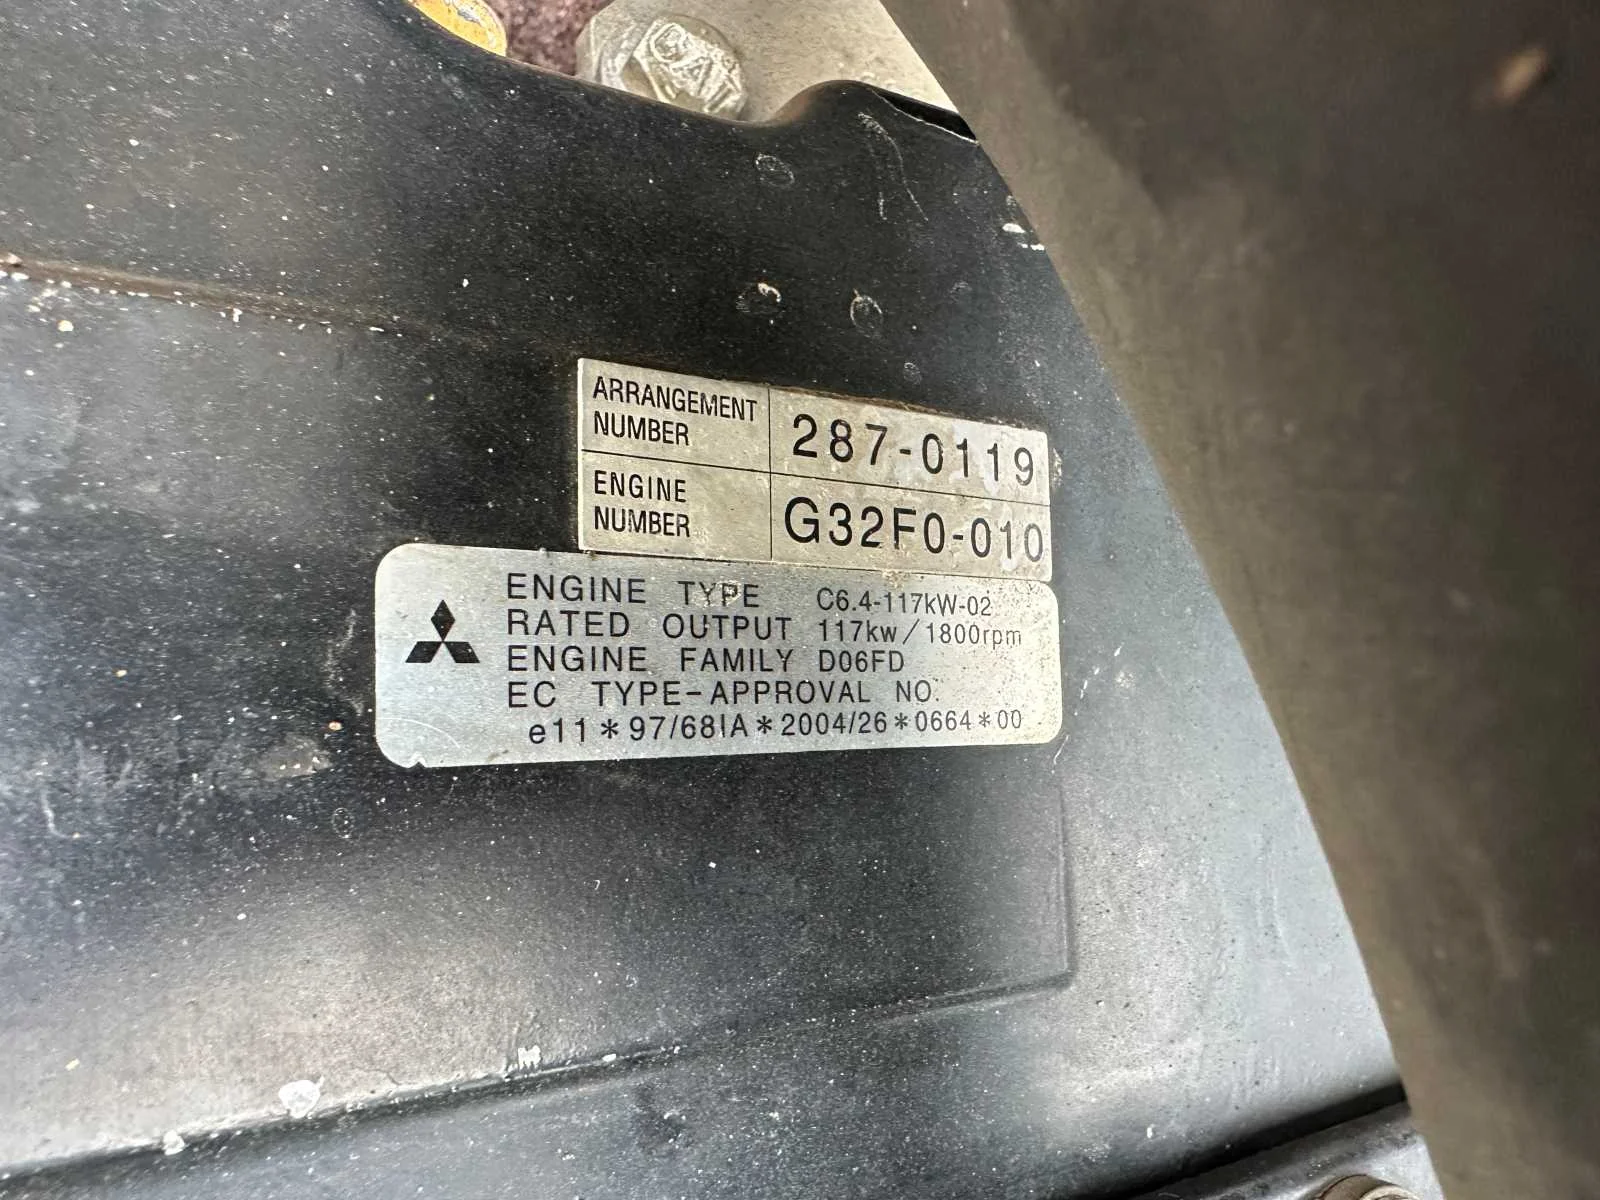 ARRANGEMENT
NUMBER
287-0119
ENGINE
NUMBER
G32F0-010
ENGINE TYPE C6.4-117kW-02
RATED OUTPUT 117kw/1800rpm
ENGINE FAMILY D06FD
EC TYPE-APPROVAL NO.
e11*97/68IA*2004/26*0664*00